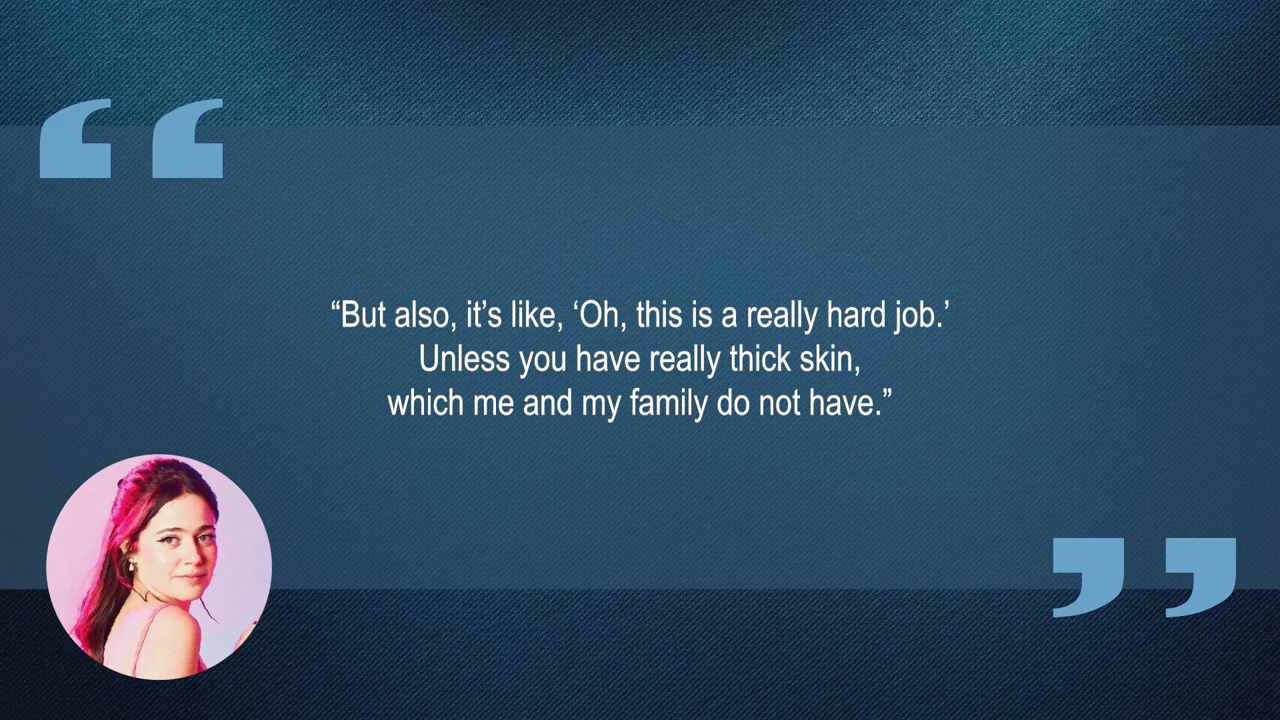 “But also, it’s like, ‘Oh, this is a really hard job.’
Unless you have really thick skin,
which me and my family do not have.”